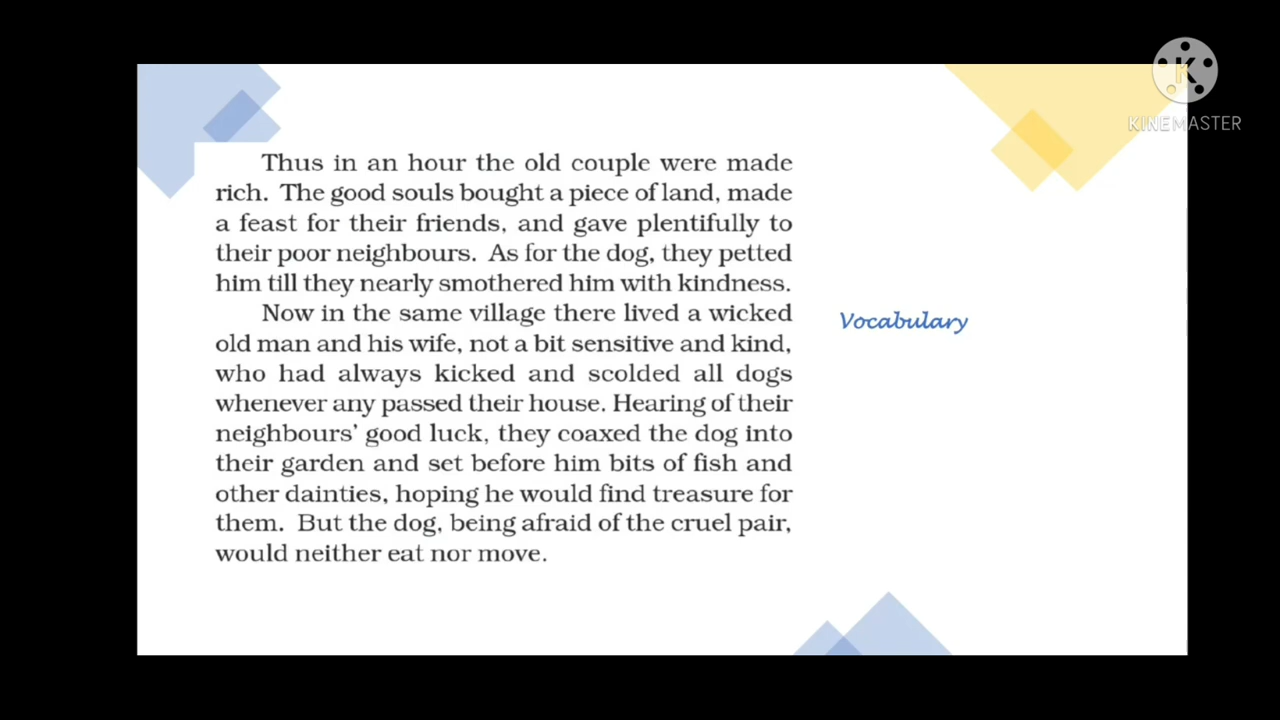 KINEMASTER
Thus in an hour the old couple were made
rich. The good souls bought a piece of land, made
a feast for their friends, and gave plentifully to
their poor neighbours. As for the dog, they petted
him till they nearly smothered him with kindness.
Now in the same village there lived a wicked
old man and his wife, not a bit sensitive and kind,
who had always kicked and scolded all dogs
whenever any passed their house. Hearing of their
neighbours’ good luck, they coaxed the dog into
their garden and set before him bits of fish and
other dainties, hoping he would find treasure for
them. But the dog, being afraid of the cruel pair,
would neither eat nor move.
Vocabulary